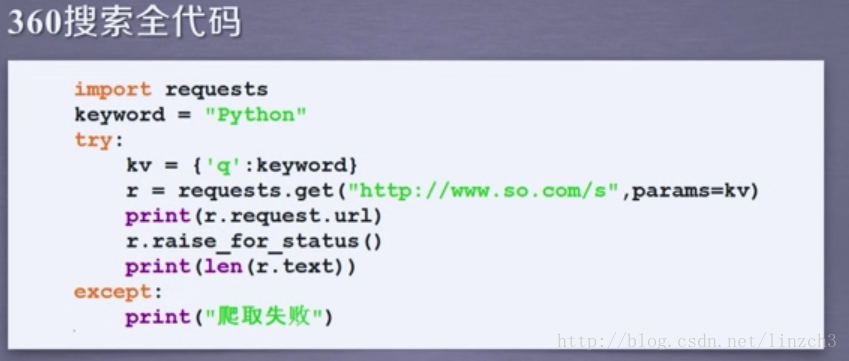 360搜索全代码
import requests
keyword = "Python"
try:
    kv = {'q':keyword}
    r = requests.get("http://www.so.com/s",params=kv)
    print(r.request.url)
    r.raise_for_status()
    print(len(r.text))
except:
    print("爬取失败")
http://blog.csdn.net/linzch3